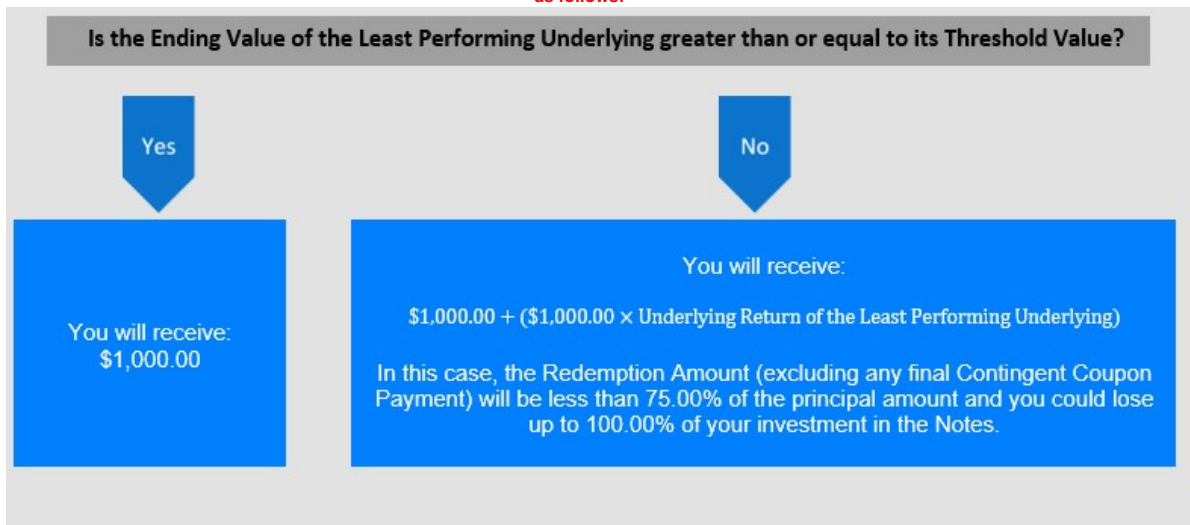 as follows:
Is the Ending Value of the Least Performing Underlying greater than or equal to its Threshold Value?
Yes
No
You will receive:
$1,000.00
You will receive:
$1,000.00 + ($1,000.00 × Underlying Return of the Least Performing Underlying)
In this case, the Redemption Amount (excluding any final Contingent Coupon
Payment) will be less than 75.00% of the principal amount and you could lose
up to 100.00% of your investment in the Notes.